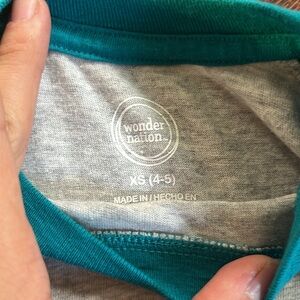 wonder
nation
XS (4-5)
MADE IN / HECHO EN